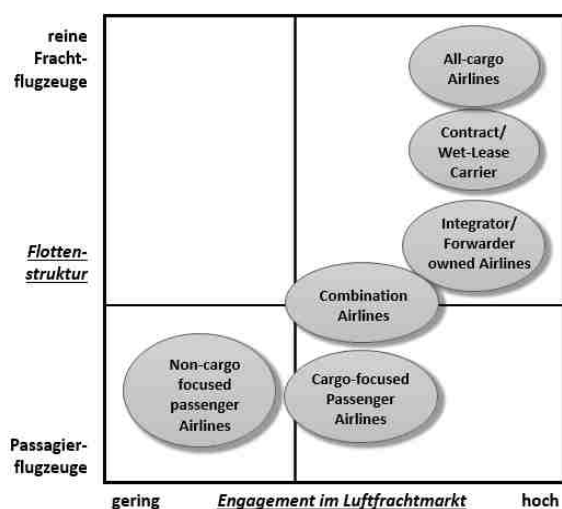 reine
Fracht-
flugzeuge
All-cargo
Airlines
Contract/
Wet-Lease
Carrier
Flotten-
struktur
Integrator/
Forwarder
owned Airlines
Combination
Airlines
Non-cargo
focused
passenger
Airlines
Cargo-focused
Passenger
Airlines
Passagier-
flugzeuge
gering
Engagement im Luftfrachtmarkt
hoch